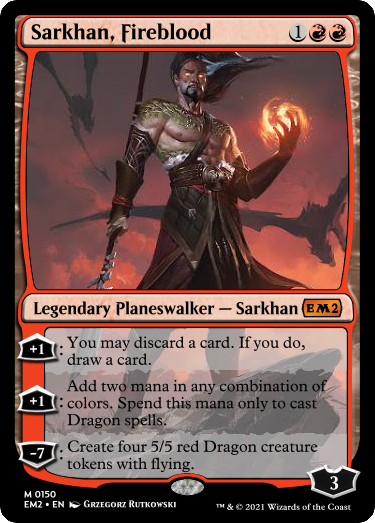 Sarkhan, Fireblood 1
Legendary Planeswalker — Sarkhan EM2
+1: You may discard a card. If you do,
draw a card.
+1: Add two mana in any combination of
colors. Spend this mana only to cast
Dragon spells.
-7: Create four 5/5 red Dragon creature
tokens with flying.
3
M 0150
EM2 • EN Grzegorz Rutkowski
™ & © 2021 Wizards of the Coast